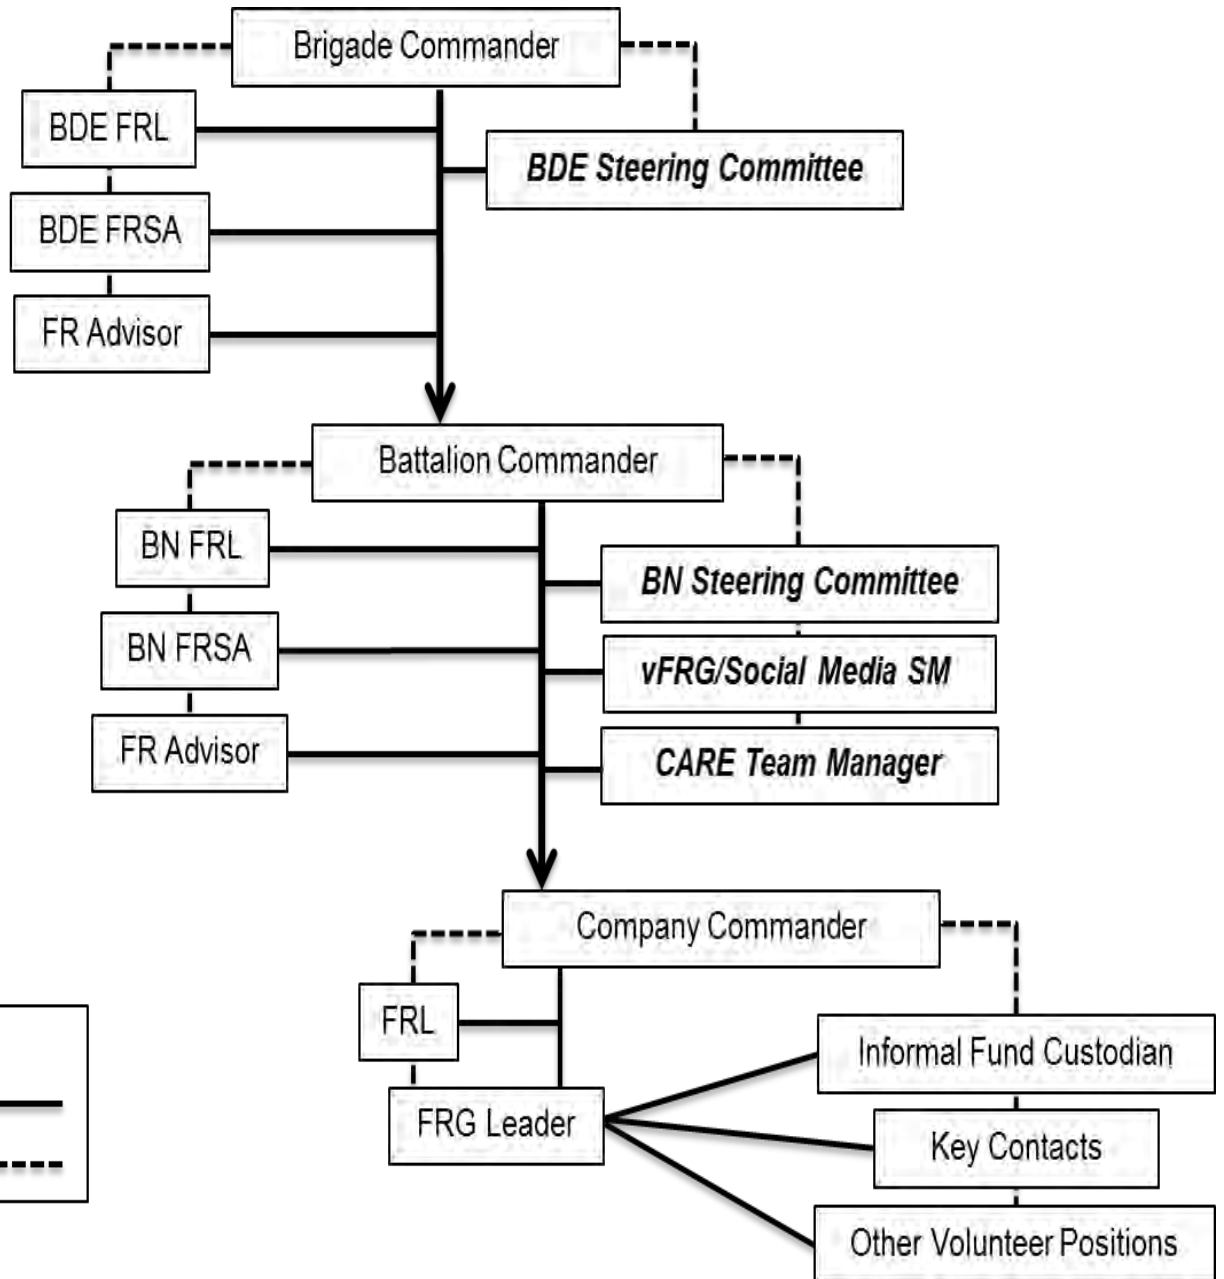 Brigade Commander
BDE FRL
BDE Steering Committee
BDE FRSA
FR Advisor
Battalion Commander
BN FRL
BN Steering Committee
BN FRSA
vFRG/Social Media SM
FR Advisor
CARE Team Manager
Company Commander
FRL
Informal Fund Custodian
FRG Leader
Key Contacts
Other Volunteer Positions